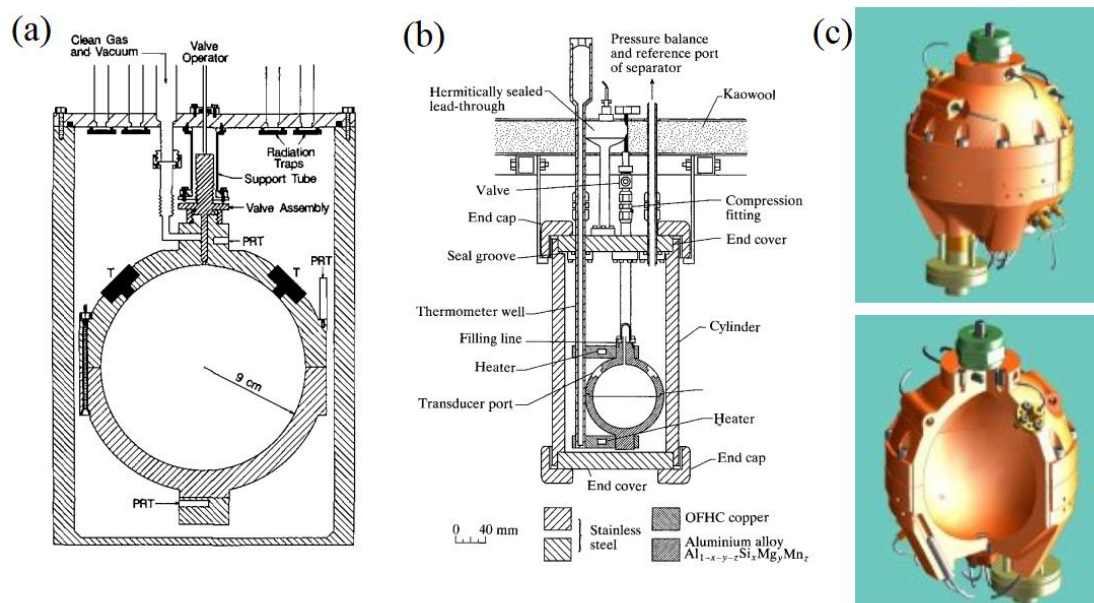 (a)
Clean Gas
and Vacuum
Valve
Operator
Radiation
Traps
Support Tube
Valve Assembly
PRT
T
T
PRT
9 cm
PRT
(b)
Pressure balance
and reference port
of separator
Hermitically sealed
lead-through
Kaowool
Valve
Compression
fitting
End cap
End cover
Seal groove
Thermometer well
Cylinder
Filling line
Heater
Transducer port
Heater
End cap
End cover
0 40 mm
Stainless
steel
OFHC copper
Aluminium alloy
Al₁₋ₓ₋y₋zSiₓMgyMnz
(c)